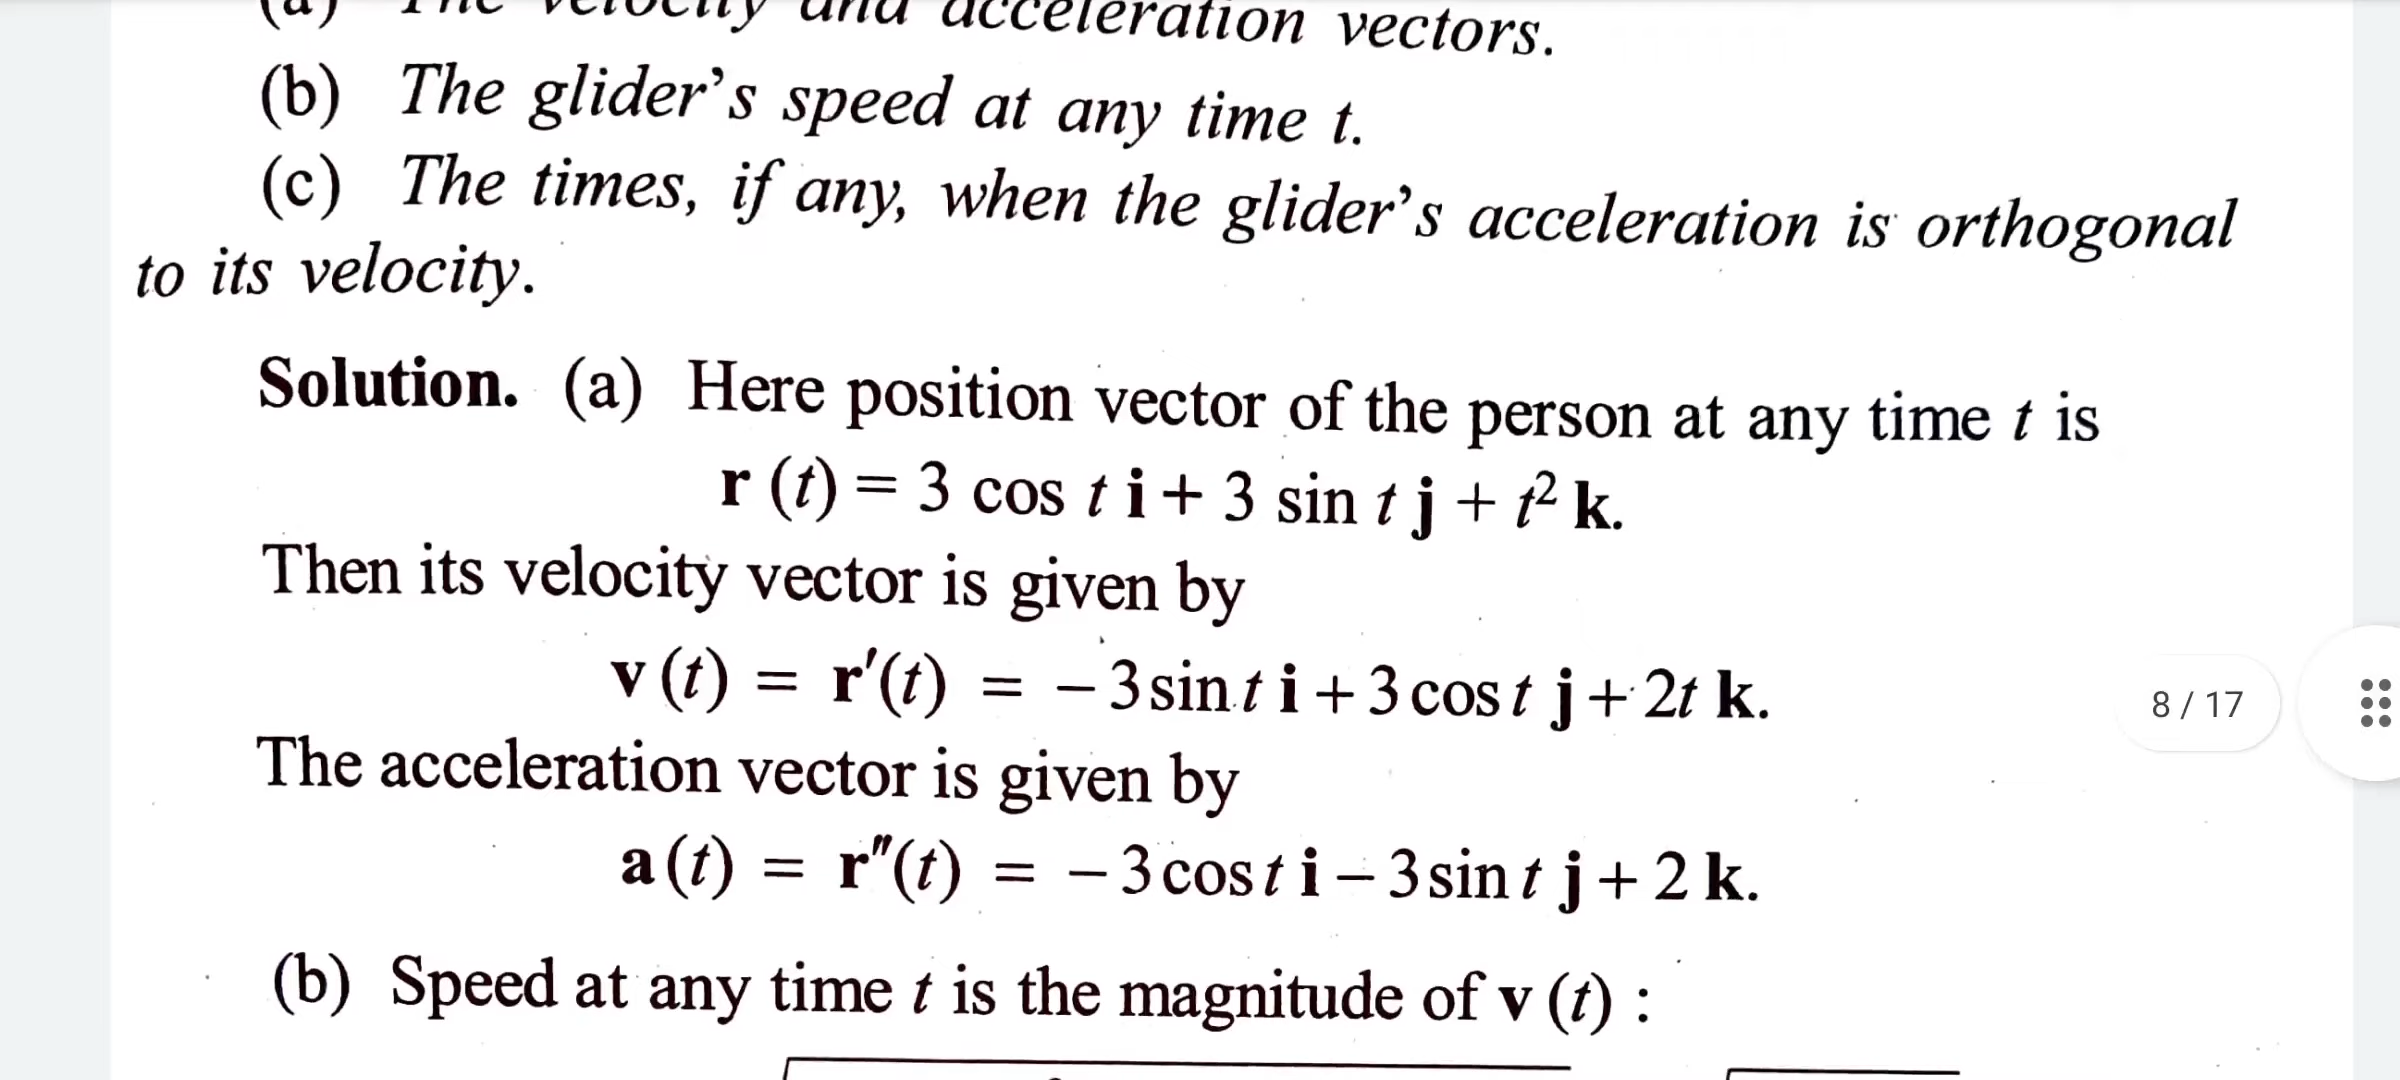 (a) The velocity and acceleration vectors.
(b) The glider's speed at any time t.
(c) The times, if any, when the glider's acceleration is orthogonal
to its velocity.
Solution. (a) Here position vector of the person at any time t is
r (t) = 3 cos t i + 3 sin t j + t² k.
Then its velocity vector is given by
v (t) = r′(t) = − 3 sin t i + 3 cos t j + 2t k.
8 / 17
The acceleration vector is given by
a (t) = r″(t) = − 3 cos t i − 3 sin t j + 2 k.
(b) Speed at any time t is the magnitude of v (t) :